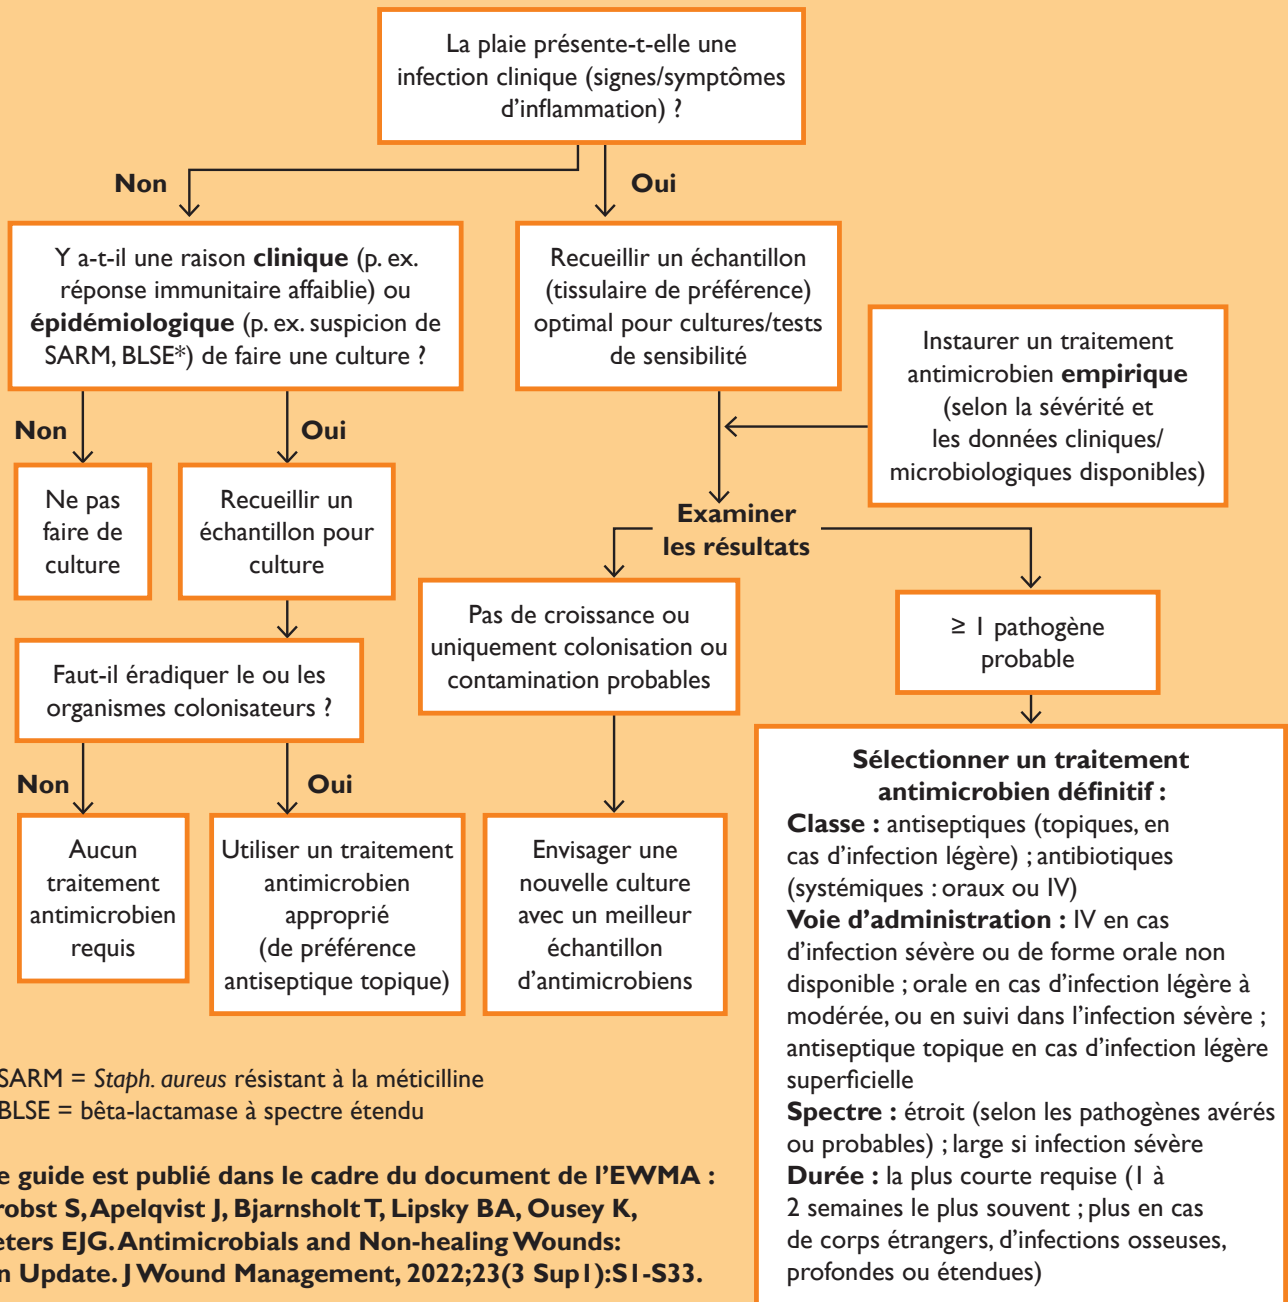 La plaie présente-t-elle une
infection clinique (signes/symptômes
d'inflammation) ?
Non
Oui
Y a-t-il une raison clinique (p. ex.
réponse immunitaire affaiblie) ou
épidémiologique (p. ex. suspicion de
SARM, BLSE*) de faire une culture ?
Recueillir un échantillon
(tissulaire de préférence)
optimal pour cultures/tests
de sensibilité
Instaurer un traitement
antimicrobien empirique
(selon la sévérité et
les données cliniques/
microbiologiques disponibles)
Non
Oui
Ne pas
faire de
culture
Recueillir un
échantillon pour
culture
Examiner
les résultats
Pas de croissance ou
uniquement colonisation ou
contamination probables
≥ 1 pathogène
probable
Faut-il éradiquer le ou les
organismes colonisateurs ?
Non
Oui
Aucun
traitement
antimicrobien
requis
Utiliser un traitement
antimicrobien
approprié
(de préférence
antiseptique topique)
Envisager une
nouvelle culture
avec un meilleur
échantillon
d'antimicrobiens
Sélectionner un traitement
antimicrobien définitif :
Classe : antiseptiques (topiques, en
cas d'infection légère) ; antibiotiques
(systémiques : oraux ou IV)
Voie d'administration : IV en cas
d'infection sévère ou de forme orale non
disponible ; orale en cas d'infection légère à
modérée, ou en suivi dans l'infection sévère ;
antiseptique topique en cas d'infection légère
superficielle
Spectre : étroit (selon les pathogènes avérés
ou probables) ; large si infection sévère
Durée : la plus courte requise (1 à
2 semaines le plus souvent ; plus en cas
de corps étrangers, d'infections osseuses,
profondes ou étendues)
SARM = Staph. aureus résistant à la méticilline
BLSE = bêta-lactamase à spectre étendu
e guide est publié dans le cadre du document de l'EWMA :
robst S, Apelqvist J, Bjarnsholt T, Lipsky BA, Ousey K,
eters EJG. Antimicrobials and Non-healing Wounds:
n Update. J Wound Management, 2022;23(3 Sup1):S1-S33.